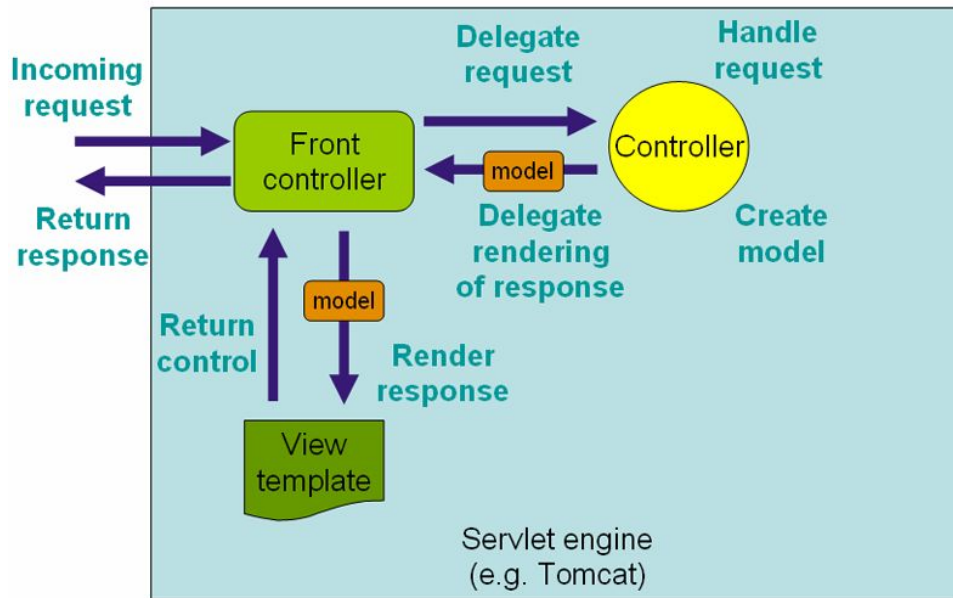 Incoming
request
Return
response
Front
controller
Delegate
request
Handle
request
Controller
model
Delegate
rendering
of response
Create
model
model
Return
control
Render
response
View
template
Servlet engine
(e.g. Tomcat)